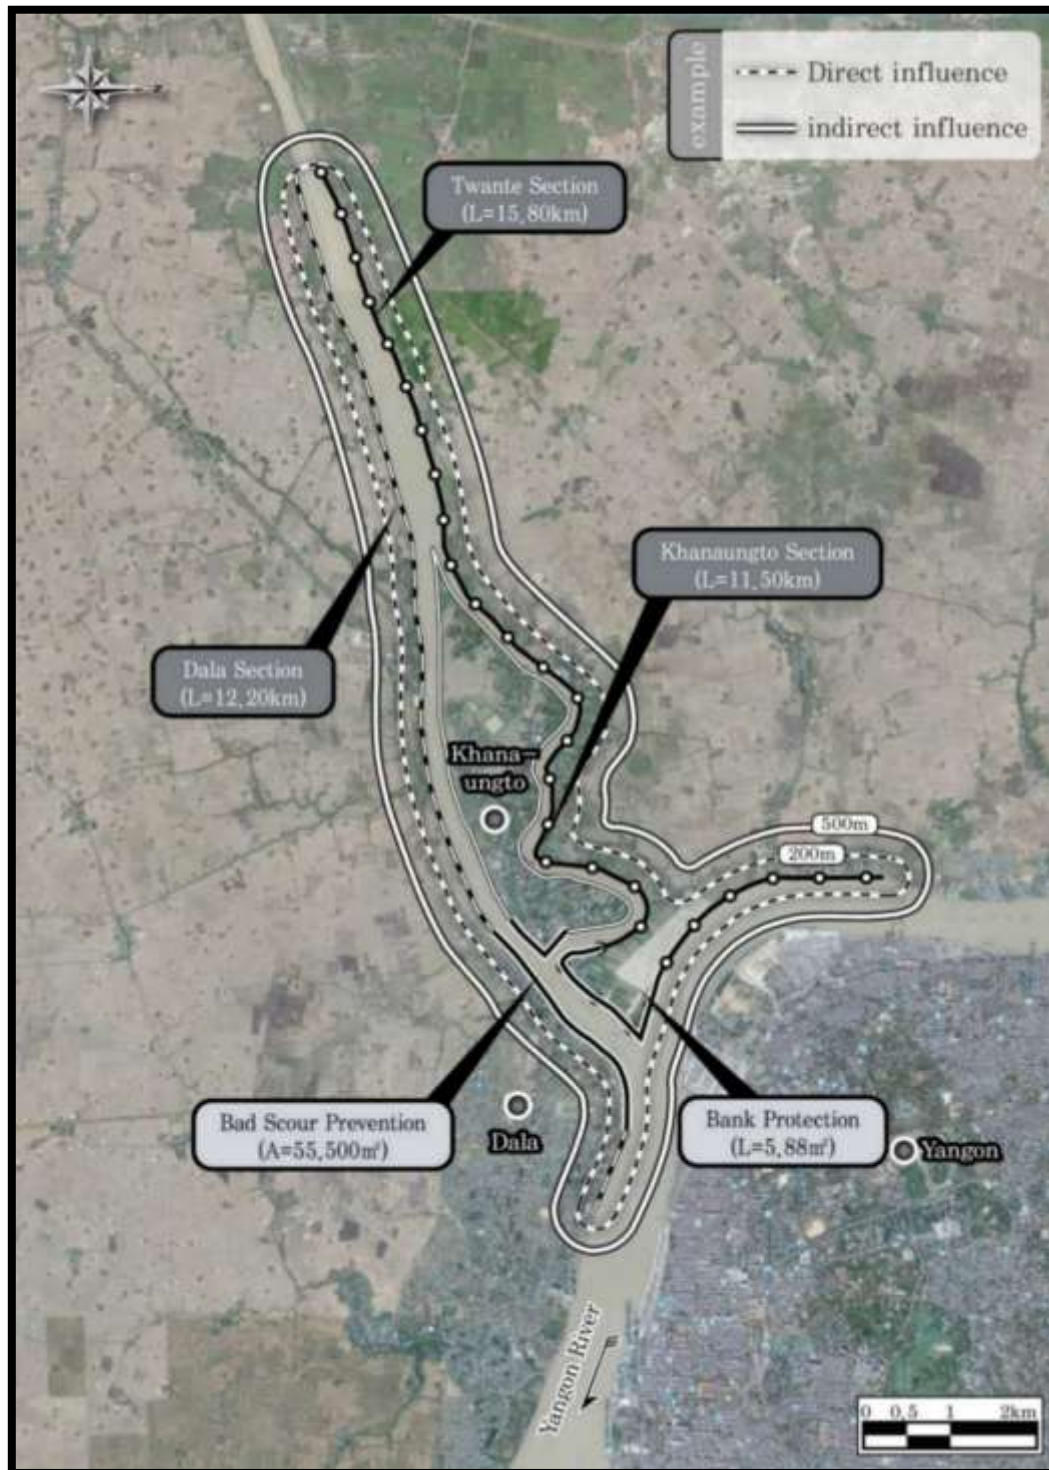 example
Direct influence
indirect influence
Twante Section
(L=15,80km)
Khanaungto Section
(L=11,50km)
Dala Section
(L=12,20km)
Khana-
ungto
500m
200m
Bad Scour Prevention
(A=55,500㎡)
Bank Protection
(L=5,88㎡)
Dala
Yangon
Yangon River
0 0.5 1 2km